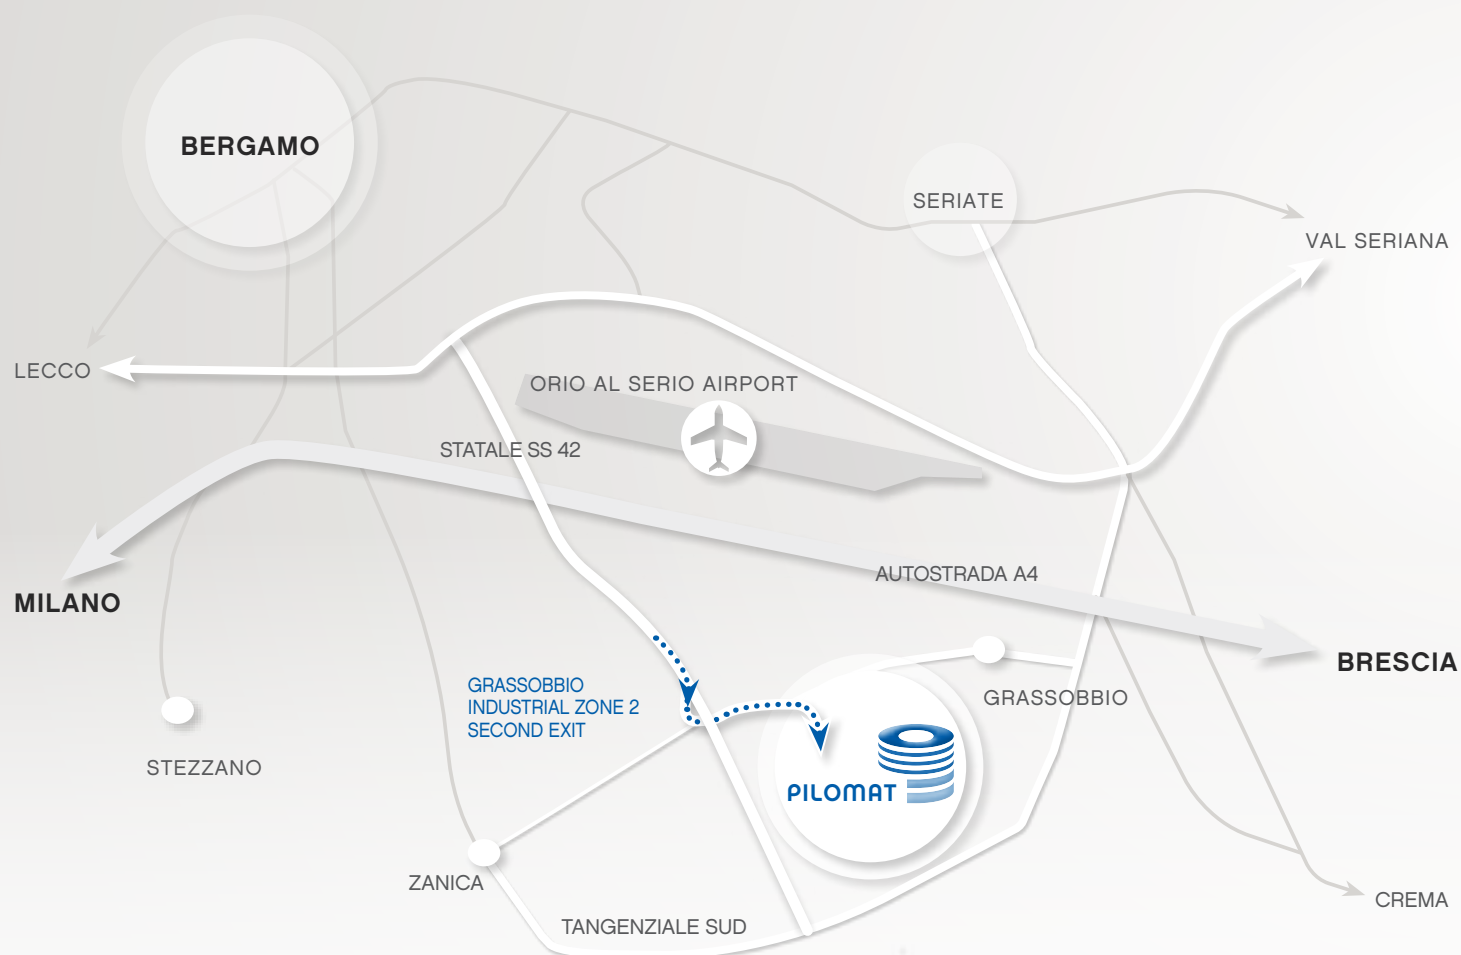 BERGAMO
SERIATE
VAL SERIANA
LECCO
ORIO AL SERIO AIRPORT
STATALE SS 42
AUTOSTRADA A4
MILANO
BRESCIA
GRASSOBBIO
INDUSTRIAL ZONE 2
SECOND EXIT
GRASSOBBIO
STEZZANO
PILOMAT
ZANICA
CREMA
TANGENZIALE SUD